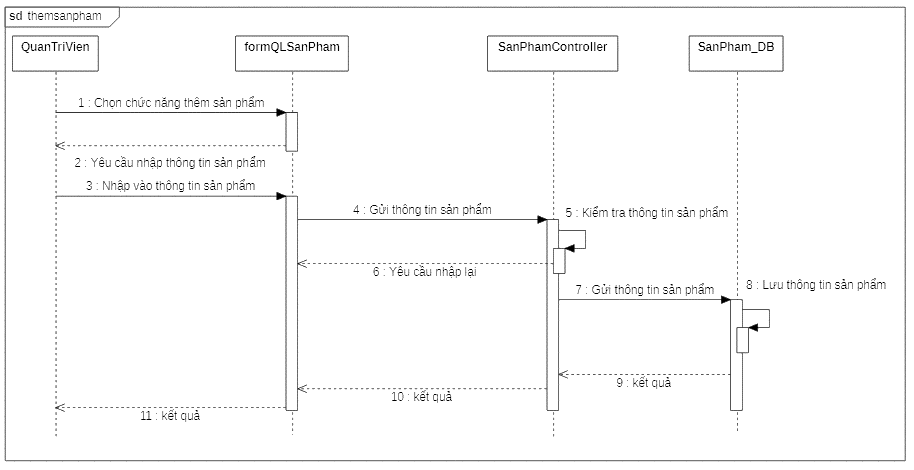 sd themsanpham
QuanTriVien
formQLSanPham
SanPhamController
SanPham_DB
1 : Chọn chức năng thêm sản phẩm
2 : Yêu cầu nhập thông tin sản phẩm
3 : Nhập vào thông tin sản phẩm
4 : Gửi thông tin sản phẩm
5 : Kiểm tra thông tin sản phẩm
6 : Yêu cầu nhập lại
7 : Gửi thông tin sản phẩm
8 : Lưu thông tin sản phẩm
9 : kết quả
10 : kết quả
11 : kết quả